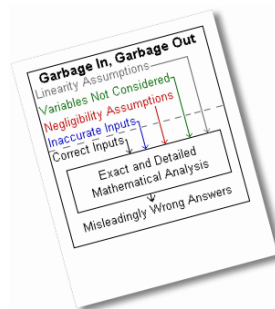 Garbage In, Garbage Out
Linearity Assumptions
Variables Not Considered
Negligibility Assumptions
Inaccurate Inputs
Correct Inputs
Exact and Detailed
Mathematical Analysis
Misleadingly Wrong Answers